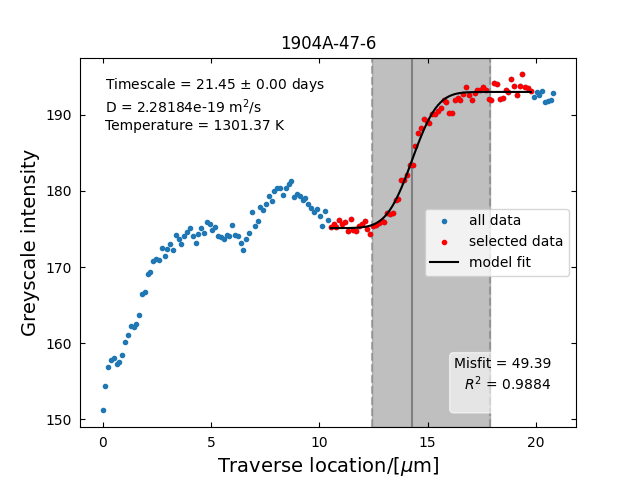 1904A-47-6
Timescale = 21.45 ± 0.00 days
D = 2.28184e-19 m²/s
Temperature = 1301.37 K
Greyscale intensity
190
180
170
160
150
all data
selected data
model fit
Misfit = 49.39
R² = 0.9884
0 5 10 15 20
Traverse location/[μm]